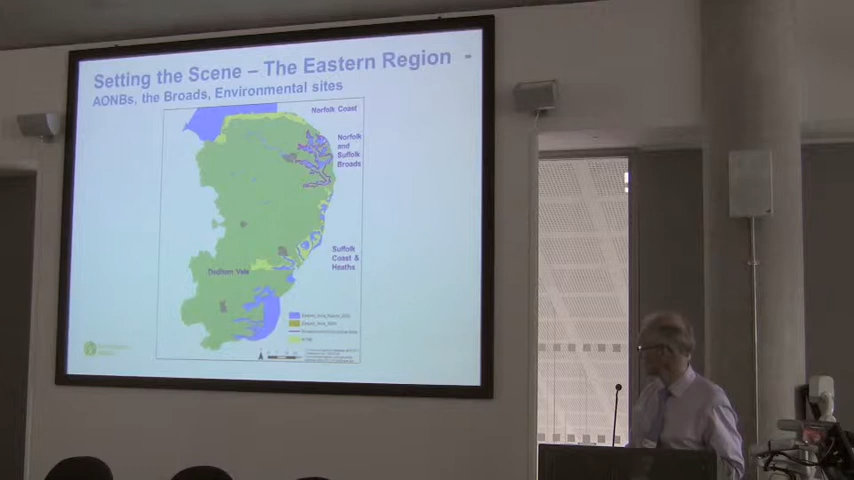 Setting the Scene – The Eastern Region
AONBs, the Broads, Environmental sites
Norfolk Coast
Norfolk
and
Suffolk
Broads
Suffolk
Coast &
Heaths
Dedham Vale